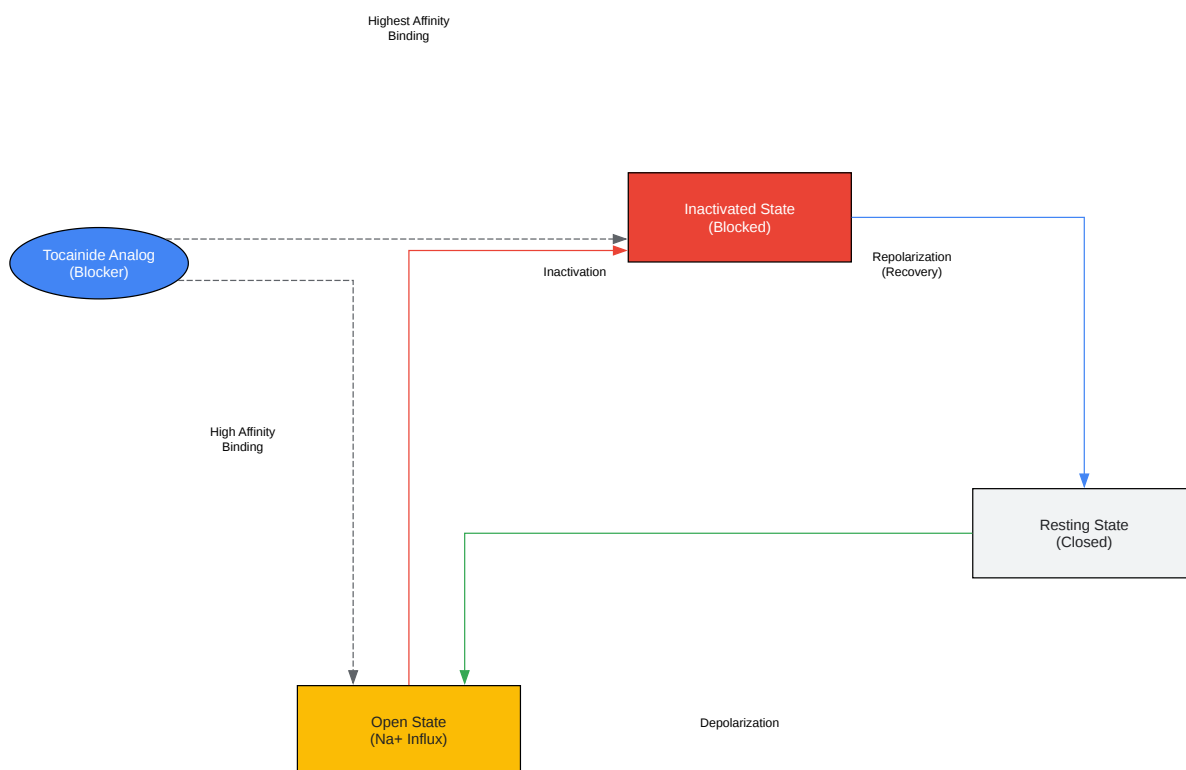 Highest Affinity
Binding
Inactivated State
(Blocked)
Tocainide Analog
(Blocker)
Inactivation
Repolarization
(Recovery)
High Affinity
Binding
Resting State
(Closed)
Open State
(Na+ Influx)
Depolarization